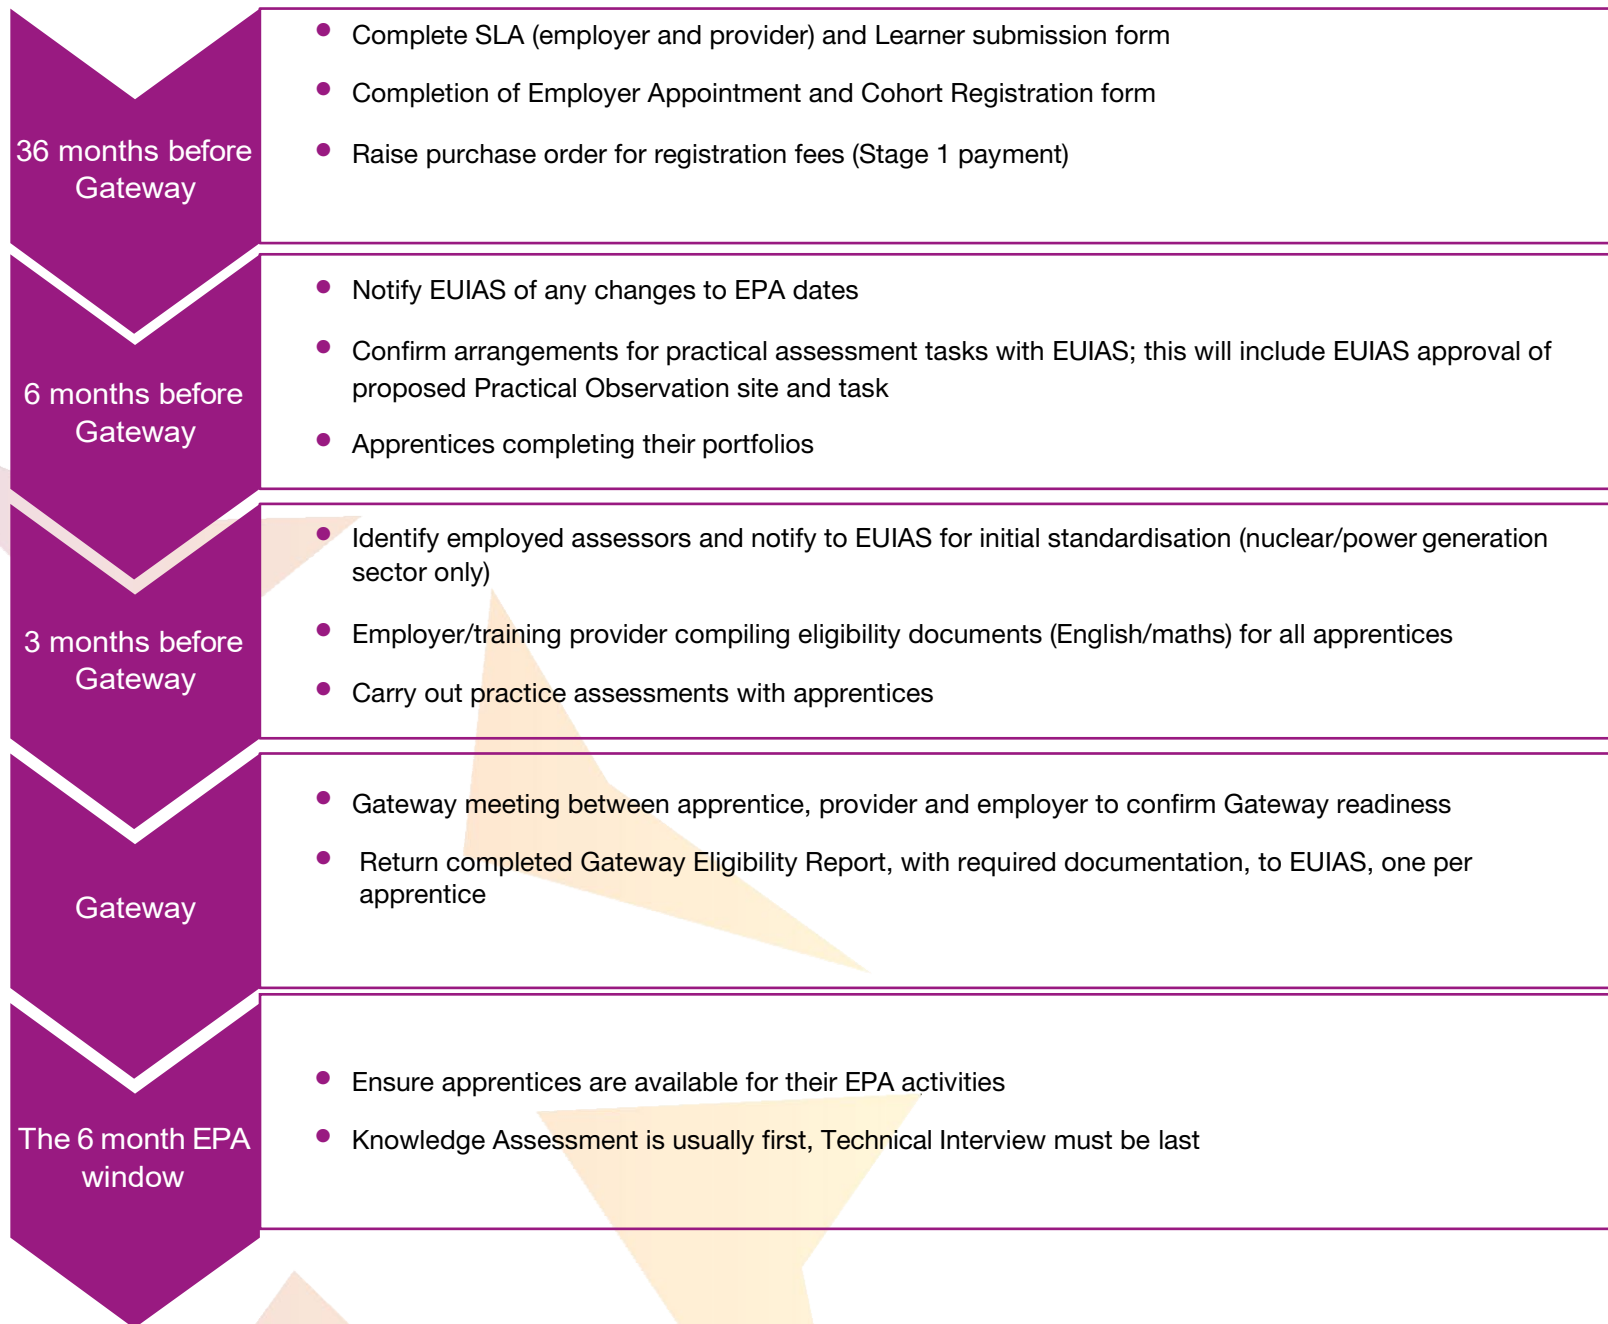 36 months before
Gateway
• Complete SLA (employer and provider) and Learner submission form
• Completion of Employer Appointment and Cohort Registration form
• Raise purchase order for registration fees (Stage 1 payment)
6 months before
Gateway
• Notify EUIAS of any changes to EPA dates
• Confirm arrangements for practical assessment tasks with EUIAS; this will include EUIAS approval of
proposed Practical Observation site and task
• Apprentices completing their portfolios
3 months before
Gateway
• Identify employed assessors and notify to EUIAS for initial standardisation (nuclear/power generation
sector only)
• Employer/training provider compiling eligibility documents (English/maths) for all apprentices
• Carry out practice assessments with apprentices
Gateway
• Gateway meeting between apprentice, provider and employer to confirm Gateway readiness
• Return completed Gateway Eligibility Report, with required documentation, to EUIAS, one per
apprentice
The 6 month EPA
window
• Ensure apprentices are available for their EPA activities
• Knowledge Assessment is usually first, Technical Interview must be last